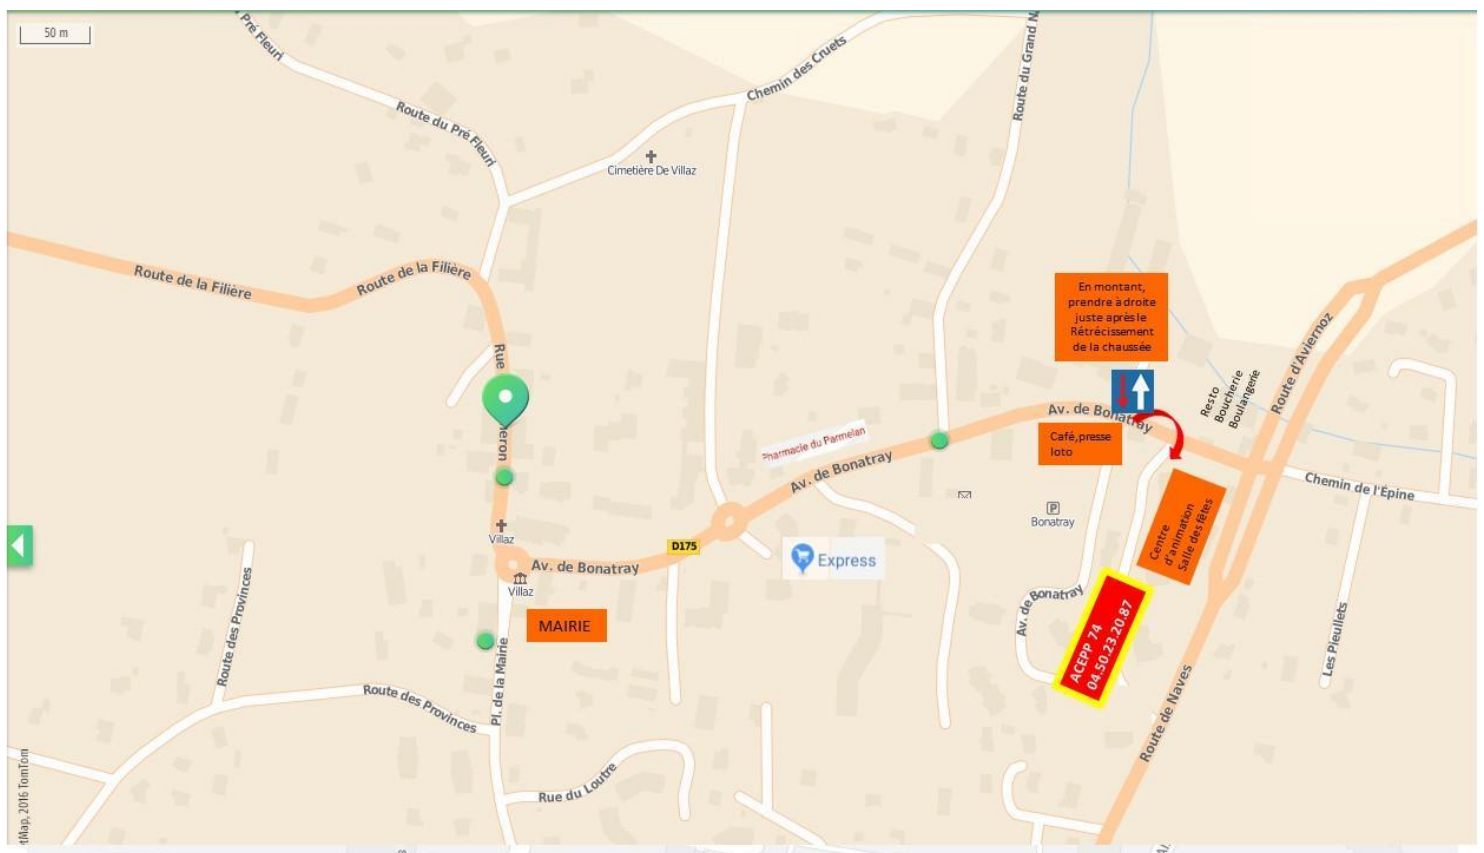 50 m
Pré Fleuri
Route du Pré Fleuri
Chemin des Cruets
Route du Grand N
Cimetière De Villaz
Route de la Filière
Route de la Filière
En montant,
prendre à droite
juste après le
Rétrécissement
de la chaussée
Rue
eron
Av. de Bonatray
Café,presse
loto
Resto
Boucherie
Boulangerie
Route d'Aviernoz
Pharmacie du Parmelan
Av. de Bonatray
Chemin de l'Épine
Bonatray
P
Centre
d'animation
Salle des fêtes
Villaz
D175
Av. de Bonatray
Express
Villaz
MAIRIE
Av. de Bonatray
ACEPP 74
04.50.23.20.87
Route des Provinces
Les Pieullets
Pl. de la Mairie
Route des Provinces
Route de Naves
Rue du Loutre
tMap, 2016 TomTom